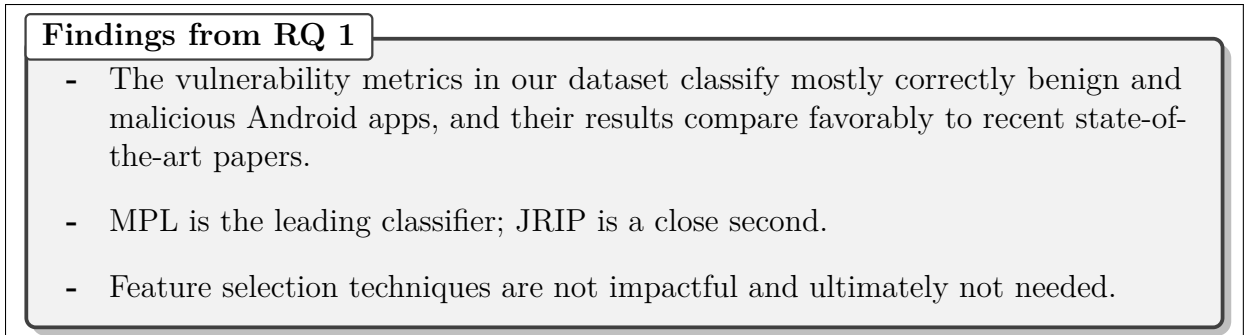 Findings from RQ 1
- The vulnerability metrics in our dataset classify mostly correctly benign and
malicious Android apps, and their results compare favorably to recent state-of-
the-art papers.
- MPL is the leading classifier; JRIP is a close second.
- Feature selection techniques are not impactful and ultimately not needed.